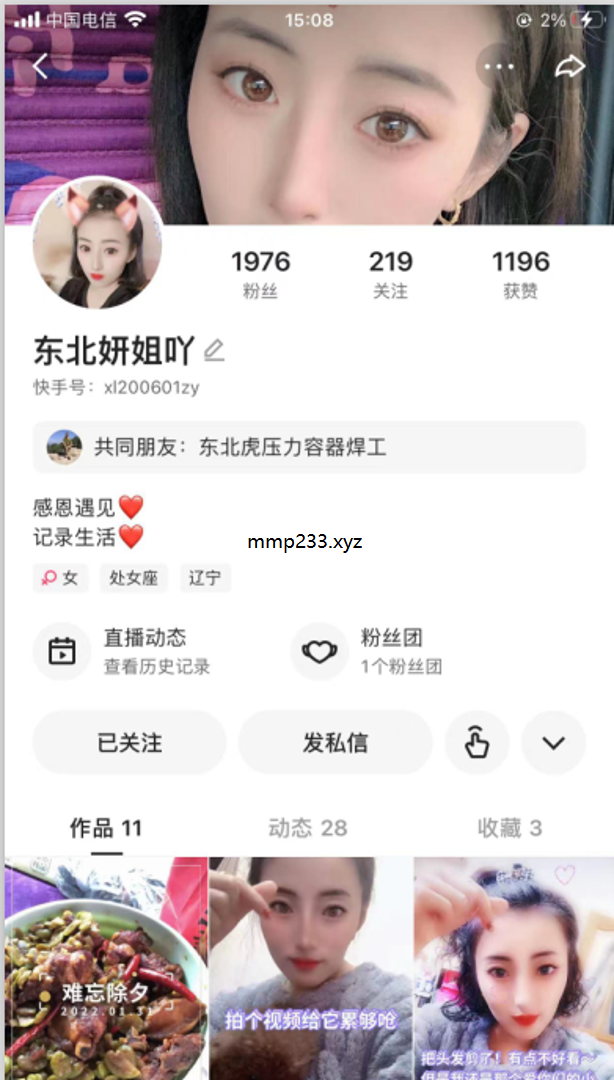 中国电信
15:08
2%
1976
219
1196
粉丝
关注
获赞
东北妍姐吖
快手号：xl200601zy
共同朋友：东北虎压力容器焊工
感恩遇见❤️
记录生活❤️
mmp233.xyz
女
处女座
辽宁
直播动态
查看历史记录
粉丝团
1个粉丝团
已关注
发私信
作品 11
动态 28
收藏 3
难忘除夕
2022.01.31
拍个视频给它累够呛
把头发剪了！有点不好看